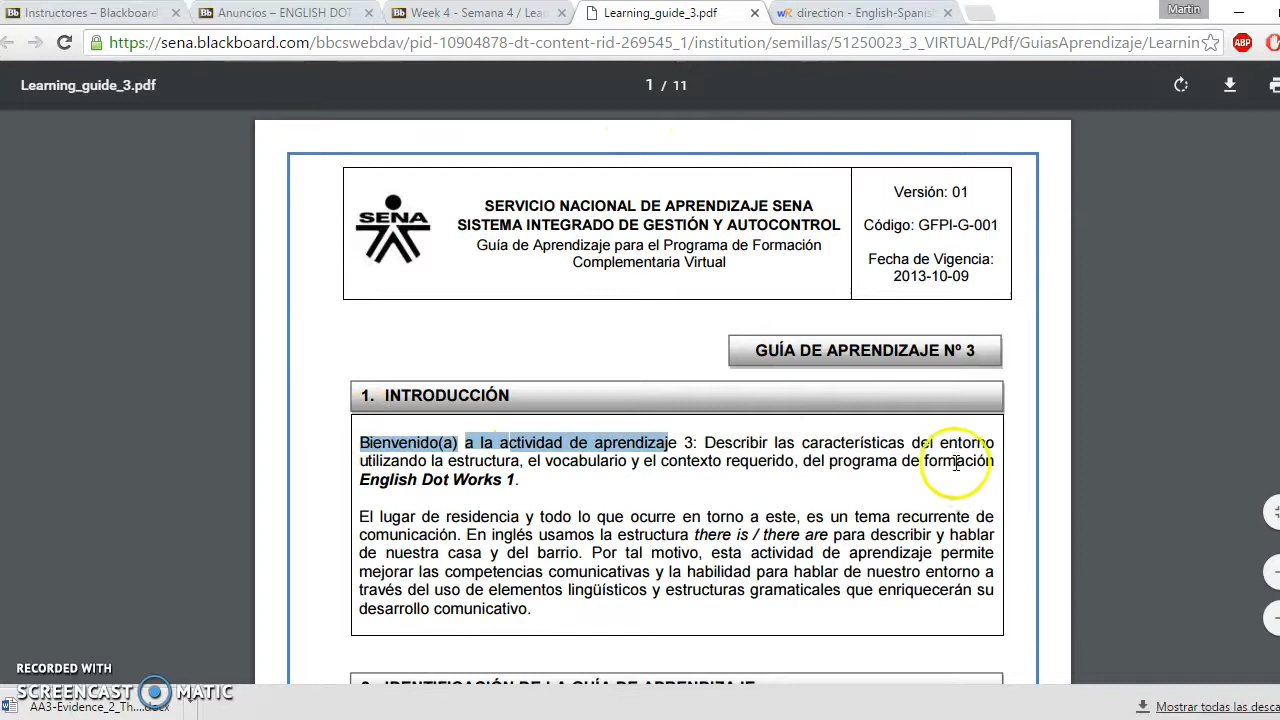 Instructores – Blackboard
Anuncios – ENGLISH DOT
Week 4 - Semana 4 / Lea
Learning_guide_3.pdf
direction - English-Spanis
Martin
https://sena.blackboard.com/bbcswebdav/pid-10904878-dt-content-rid-269545_1/institution/semillas/51250023_3_VIRTUAL/Pdf/GuiasAprendizaje/Learnin
ABP
Learning_guide_3.pdf
1 / 11
SENA
SERVICIO NACIONAL DE APRENDIZAJE SENA
SISTEMA INTEGRADO DE GESTIÓN Y AUTOCONTROL
Guía de Aprendizaje para el Programa de Formación
Complementaria Virtual
Versión: 01
Código: GFPI-G-001
Fecha de Vigencia:
2013-10-09
GUÍA DE APRENDIZAJE Nº 3
1. INTRODUCCIÓN
Bienvenido(a) a la actividad de aprendizaje 3: Describir las características del entorno
utilizando la estructura, el vocabulario y el contexto requerido, del programa de formación
English Dot Works 1.
El lugar de residencia y todo lo que ocurre en torno a este, es un tema recurrente de
comunicación. En inglés usamos la estructura there is / there are para describir y hablar
de nuestra casa y del barrio. Por tal motivo, esta actividad de aprendizaje permite
mejorar las competencias comunicativas y la habilidad para hablar de nuestro entorno a
través del uso de elementos lingüísticos y estructuras gramaticales que enriquecerán su
desarrollo comunicativo.
2. IDENTIFICACIÓN DE LA GUÍA DE APRENDIZAJE
RECORDED WITH
SCREENCAST MATIC
AA3-Evidence_2_Th....docx
Mostrar todas las desca